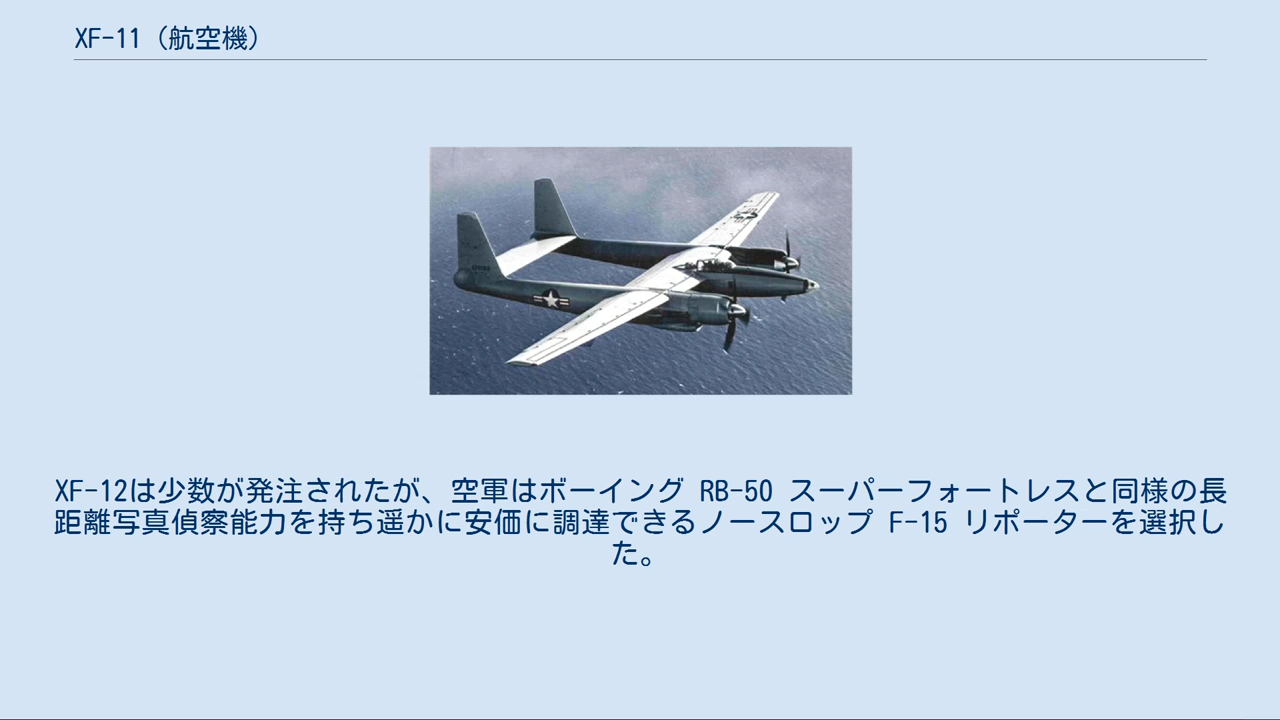 XF-11（航空機）
XF-12は少数が発注されたが、空軍はボーイング RB-50 スーパーフォートレスと同様の長
距離写真偵察能力を持ち遥かに安価に調達できるノースロップ F-15 リポーターを選択し
た。